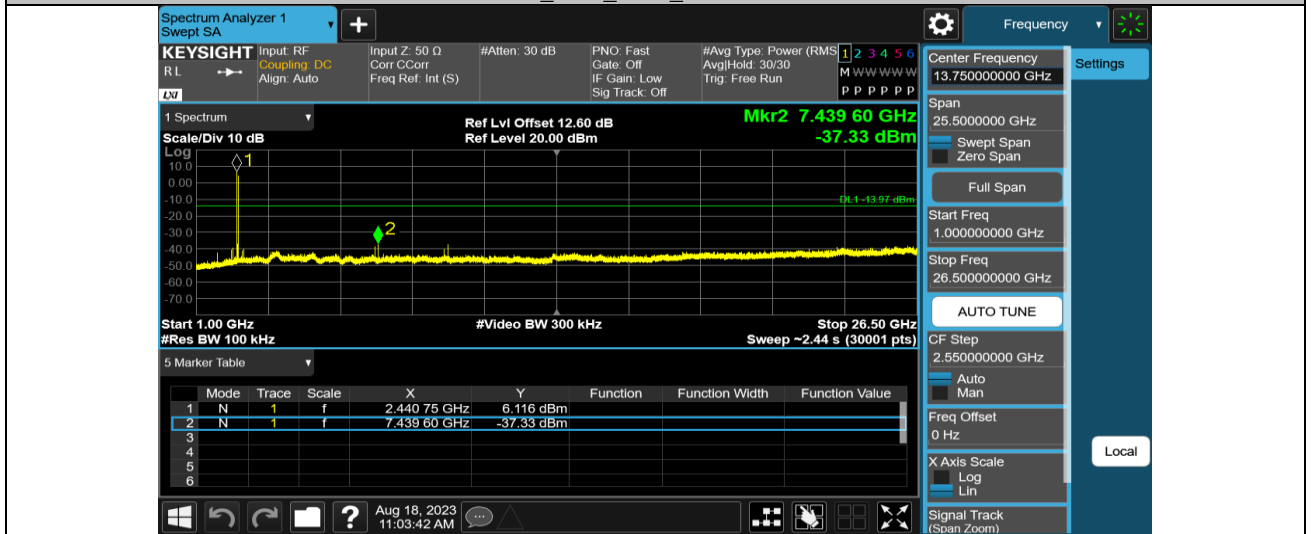 Spectrum Analyzer 1
Swept SA
Frequency
KEYSIGHT
R L
LXI
Input: RF
Coupling: DC
Align: Auto
Input Z: 50 Ω
Corr CCorr
Freq Ref: Int (S)
#Atten: 30 dB
PNO: Fast
Gate: Off
IF Gain: Low
Sig Track: Off
#Avg Type: Power (RMS
Avg|Hold: 30/30
Trig: Free Run
1 2 3 4 5 6
M W W W W W
P P P P P P
1 Spectrum
Scale/Div 10 dB
Ref Lvl Offset 12.60 dB
Ref Level 20.00 dBm
Mkr2 7.439 60 GHz
-37.33 dBm
Log
10.0
0.00
-10.0
-20.0
-30.0
-40.0
-50.0
-60.0
-70.0
1
2
DL1 -13.97 dBm
Start 1.00 GHz
#Res BW 100 kHz
#Video BW 300 kHz
Stop 26.50 GHz
Sweep ~2.44 s (30001 pts)
5 Marker Table
Mode Trace Scale X Y Function Function Width Function Value
1 N 1 f 2.440 75 GHz 6.116 dBm
2 N 1 f 7.439 60 GHz -37.33 dBm
3
4
5
6
?
Aug 18, 2023
11:03:42 AM
Center Frequency
13.750000000 GHz
Span
25.5000000 GHz
Swept Span
Zero Span
Full Span
Start Freq
1.000000000 GHz
Stop Freq
26.500000000 GHz
AUTO TUNE
CF Step
2.550000000 GHz
Auto
Man
Freq Offset
0 Hz
X Axis Scale
Log
Lin
Signal Track
(Span Zoom)
Settings
Local